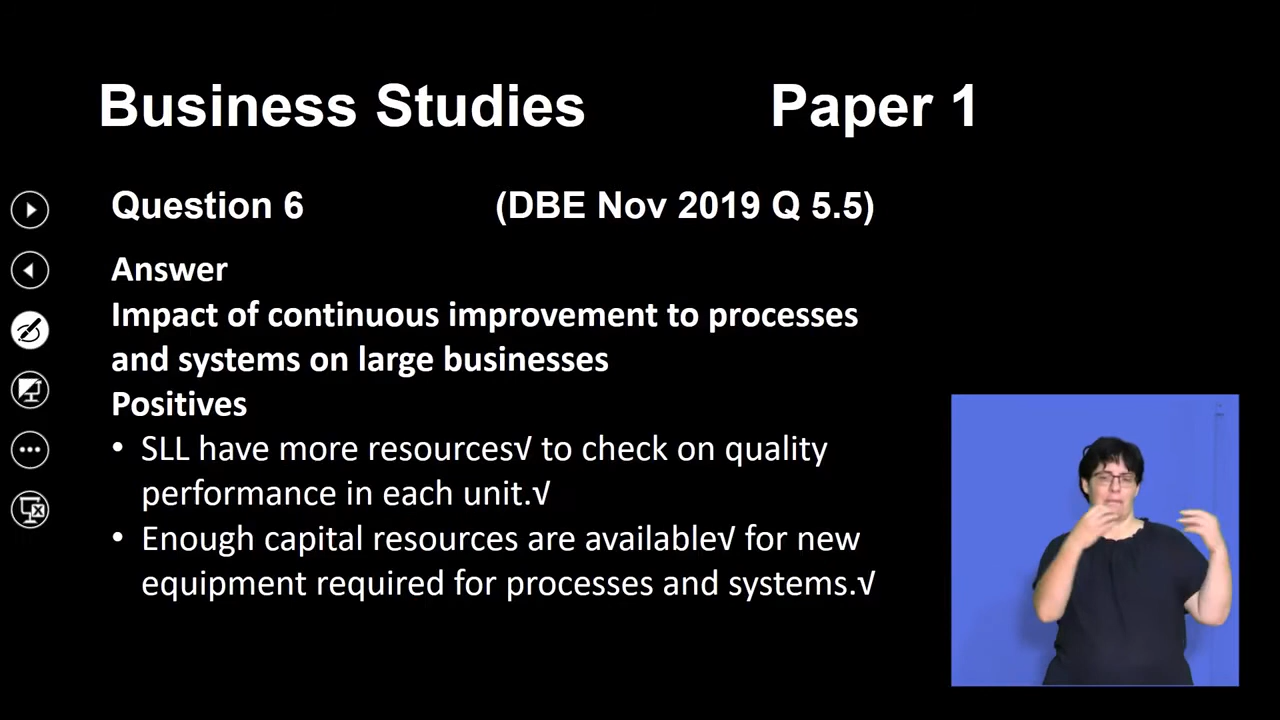 Business Studies Paper 1
Question 6 (DBE Nov 2019 Q 5.5)
Answer
Impact of continuous improvement to processes
and systems on large businesses
Positives
• SLL have more resources√ to check on quality
performance in each unit.√
• Enough capital resources are available√ for new
equipment required for processes and systems.√